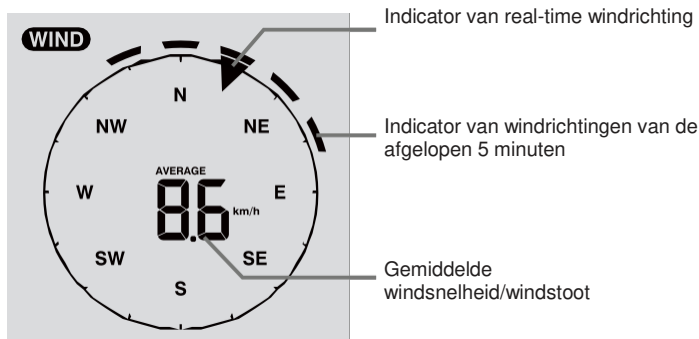 WIND
Indicator van real-time windrichting
N
NW
NE
Indicator van windrichtingen van de
afgelopen 5 minuten
AVERAGE
W
8.6 km/h
E
SW
SE
S
Gemiddelde
windsnelheid/windstoot